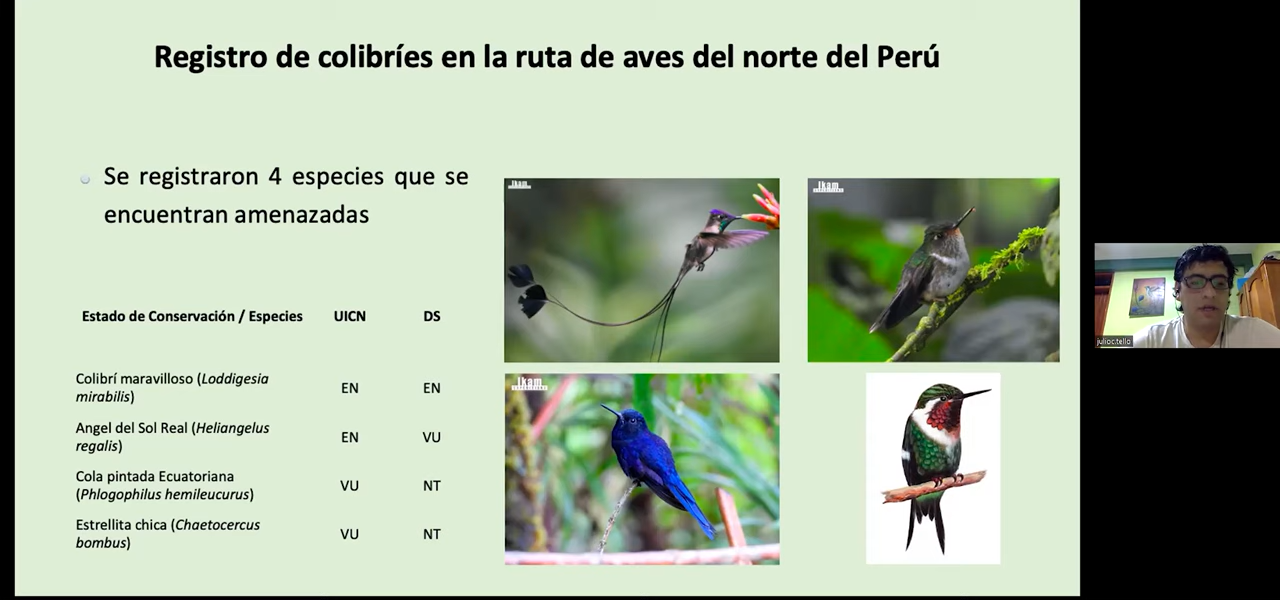 Registro de colibríes en la ruta de aves del norte del Perú
Se registraron 4 especies que se
encuentran amenazadas
Estado de Conservación / Especies UICN DS
Colibrí maravilloso (Loddigesia
mirabilis) EN EN
Angel del Sol Real (Heliangelus
regalis) EN VU
Cola pintada Ecuatoriana
(Phlogophilus hemileucurus) VU NT
Estrellita chica (Chaetocercus
bombus) VU NT
Ikam
Ikam
Ikam
julioc.tello